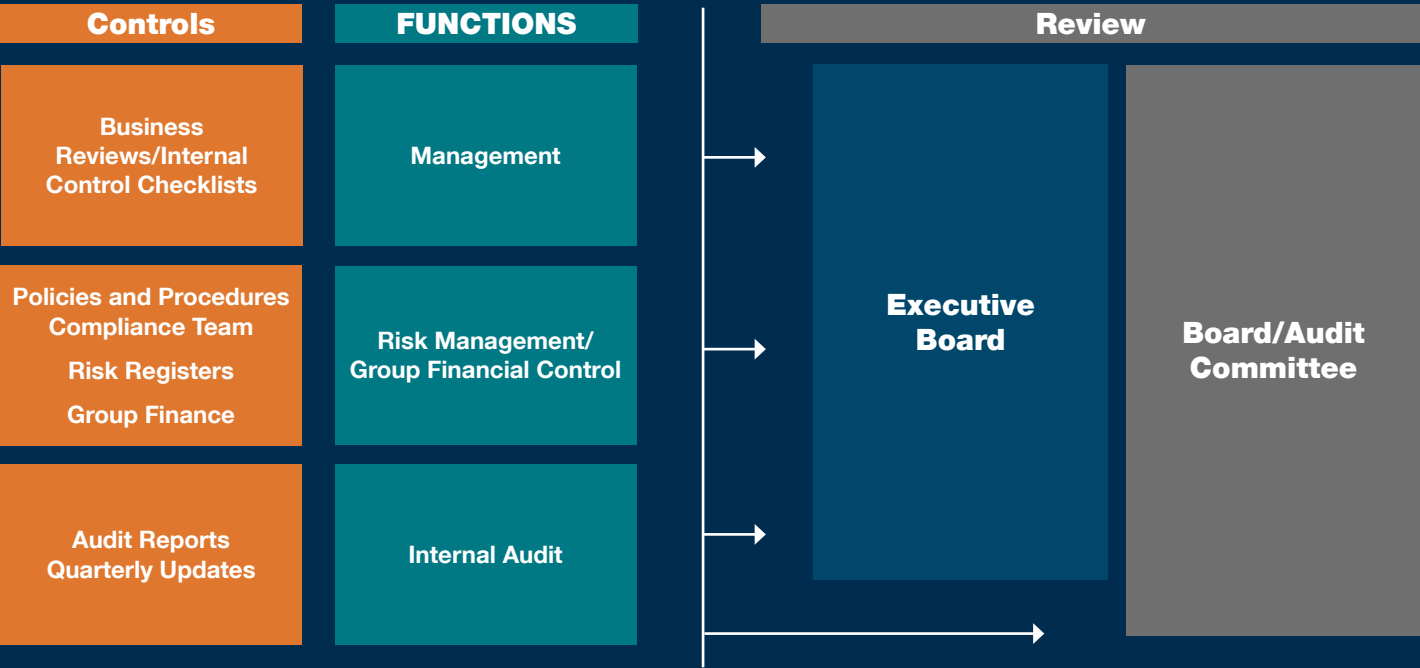 Controls
FUNCTIONS
Review
Business
Reviews/Internal
Control Checklists
Management
Policies and Procedures
Compliance Team
Risk Registers
Group Finance
Risk Management/
Group Financial Control
Audit Reports
Quarterly Updates
Internal Audit
Executive
Board
Board/Audit
Committee